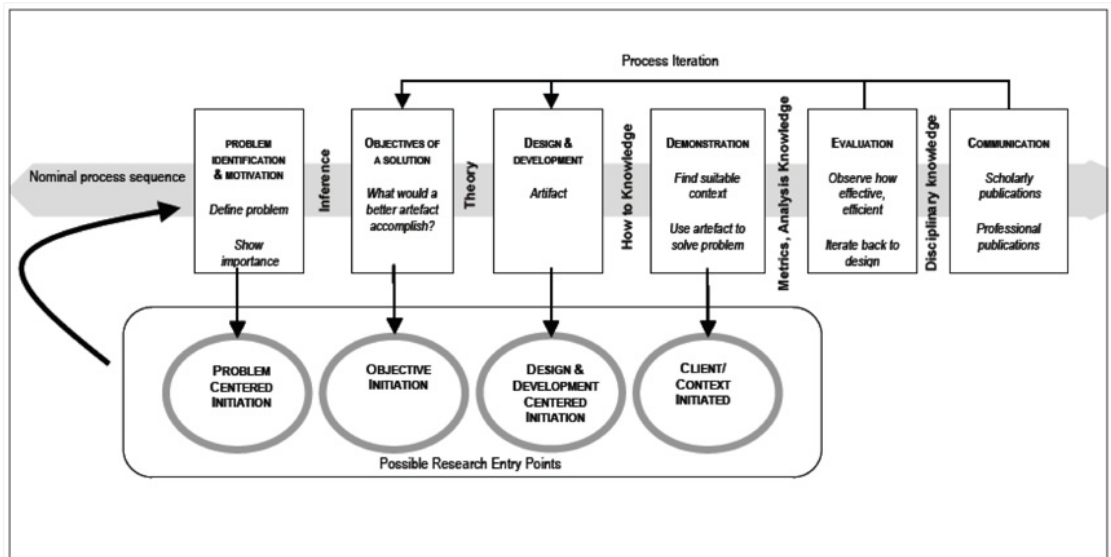 Process Iteration
Nominal process sequence
PROBLEM
IDENTIFICATION
& MOTIVATION
Define problem
Show
importance
Inference
OBJECTIVES OF
A SOLUTION
What would a
better artefact
accomplish?
Theory
DESIGN &
DEVELOPMENT
Artifact
How to Knowledge
DEMONSTRATION
Find suitable
context
Use artefact to
solve problem
Metrics, Analysis Knowledge
EVALUATION
Observe how
effective,
efficient
Iterate back to
design
Disciplinary knowledge
COMMUNICATION
Scholarly
publications
Professional
publications
PROBLEM
CENTERED
INITIATION
OBJECTIVE
INITIATION
DESIGN &
DEVELOPMENT
CENTERED
INITIATION
CLIENT/
CONTEXT
INITIATED
Possible Research Entry Points